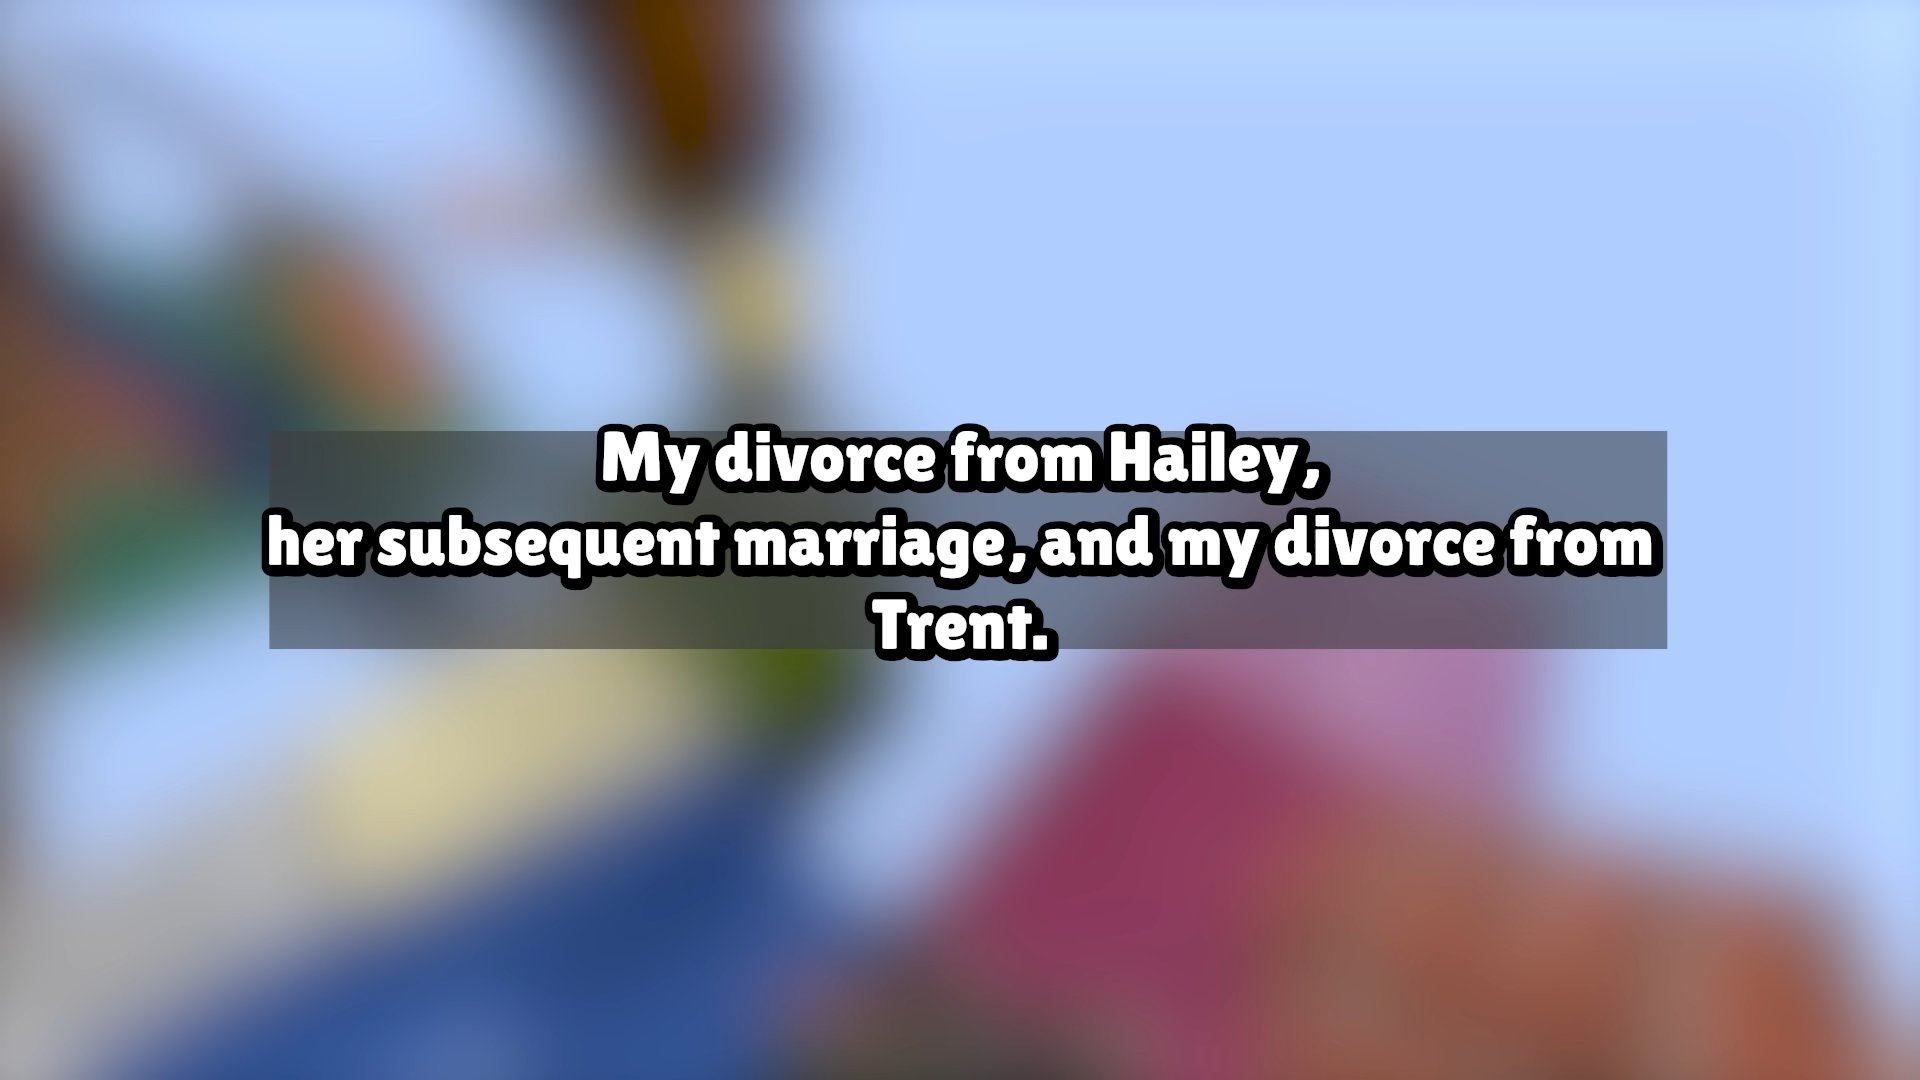 My divorce from Hailey,
her subsequent marriage, and my divorce from
Trent.